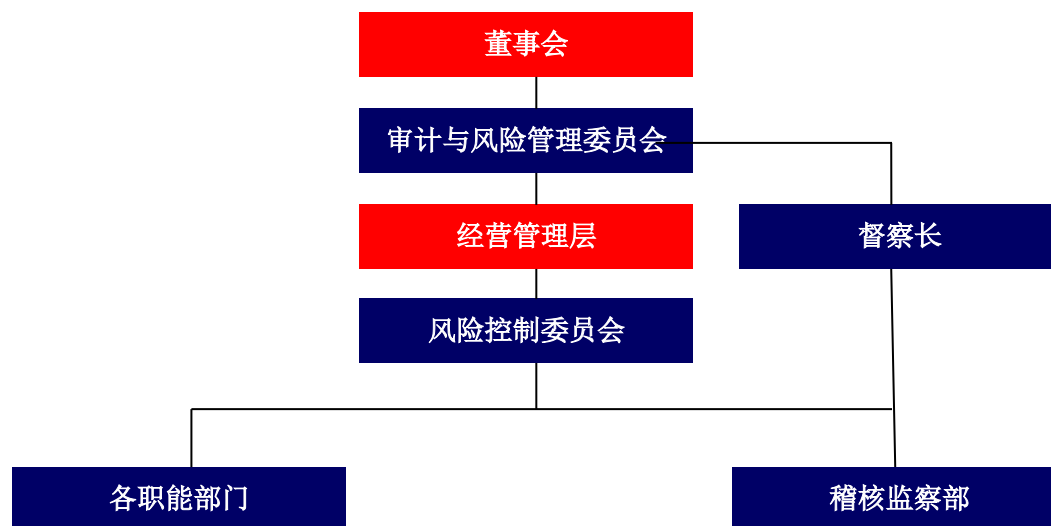 董事会
审计与风险管理委员会
经营管理层
督察长
风险控制委员会
各职能部门
稽核监察部